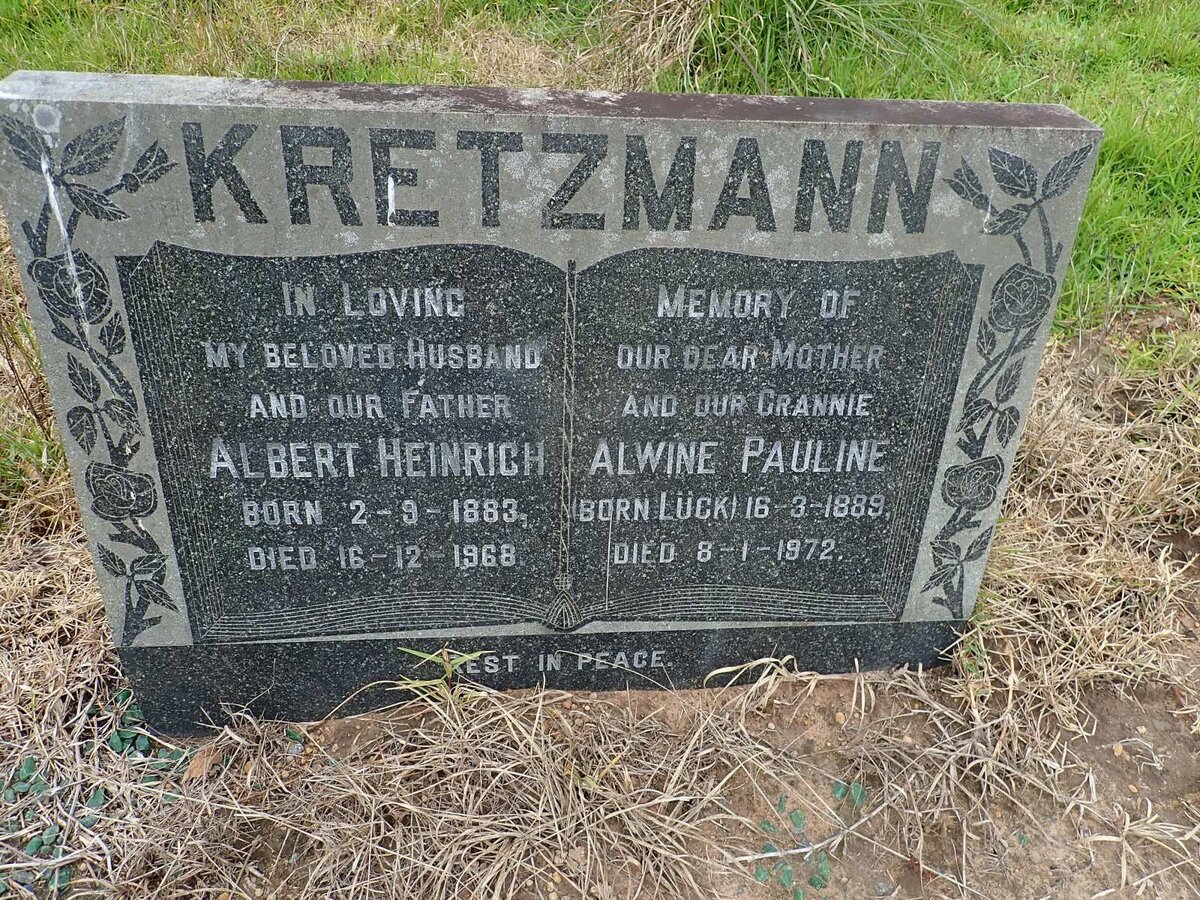 KRETZMANN
IN LOVING
MY BELOVED HUSBAND
AND OUR FATHER
ALBERT HEINRICH
BORN 2-9-1883,
DIED 16-12-1968.
MEMORY OF
OUR DEAR MOTHER
AND OUR GRANNIE
ALWINE PAULINE
(BORN LÜCK) 16-3-1889.
DIED 8-1-1972.
REST IN PEACE.